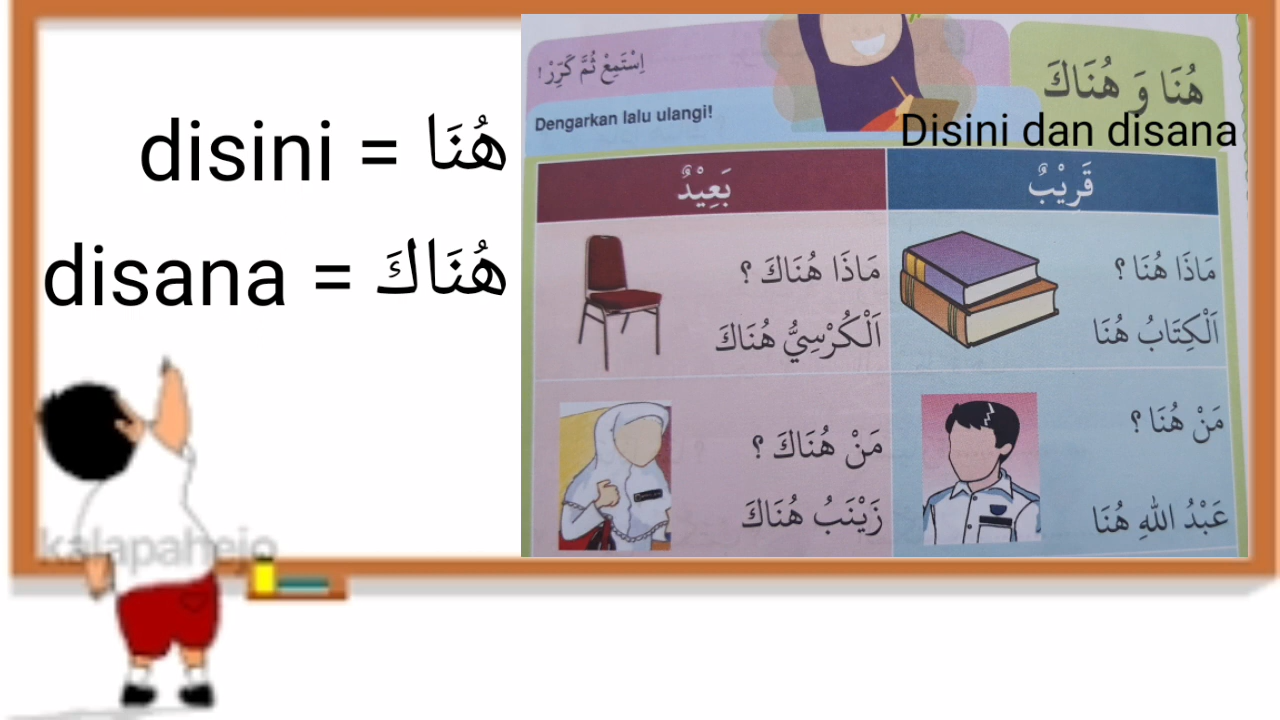 disini = هُنَا
disana = هُنَاكَ
kalapahejo
هُنَا وَ هُنَاكَ
Disini dan disana
اِسْتَمِعْ ثُمَّ كَرِّرْ !
Dengarkan lalu ulangi!
قَرِيْبٌ
بَعِيْدٌ
مَاذَا هُنَا ؟
اَلْكِتَابُ هُنَا
مَاذَا هُنَاكَ ؟
اَلْكُرْسِيُّ هُنَاكَ
مَنْ هُنَا ؟
عَبْدُ اللهِ هُنَا
مَنْ هُنَاكَ ؟
زَيْنَبُ هُنَاكَ